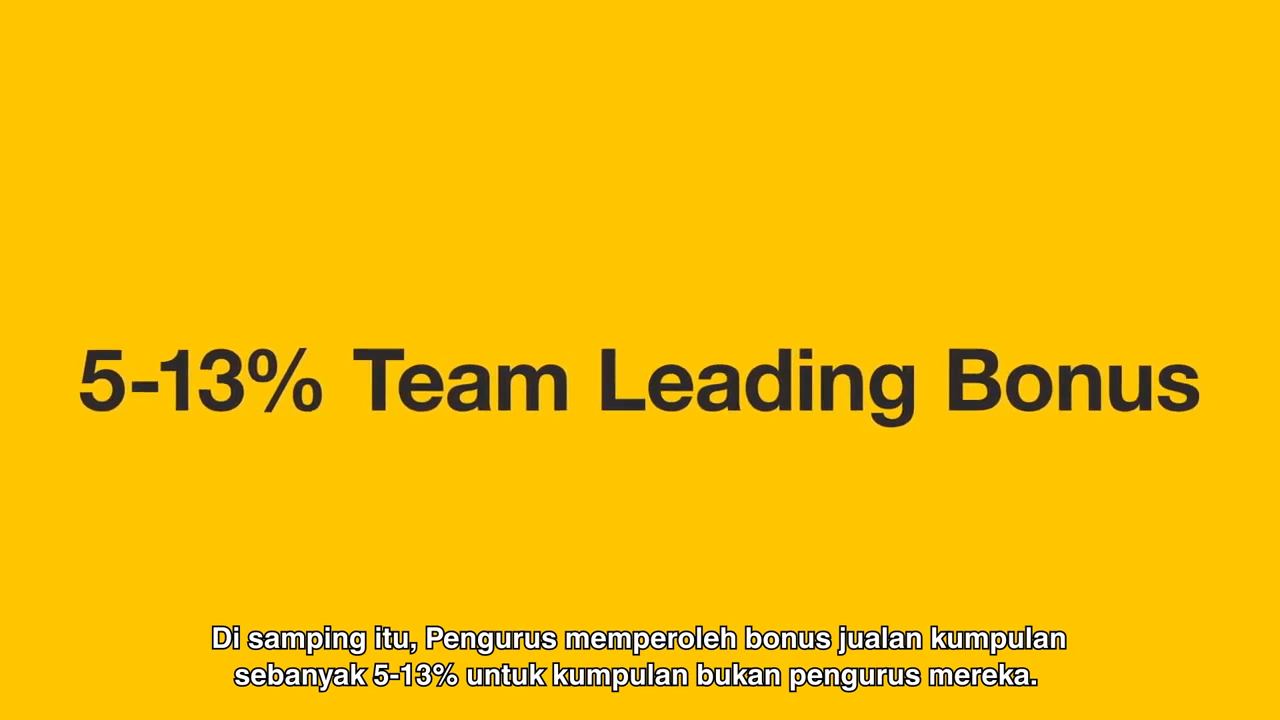 5-13% Team Leading Bonus
Di samping itu, Pengurus memperoleh bonus jualan kumpulan
sebanyak 5-13% untuk kumpulan bukan pengurus mereka.